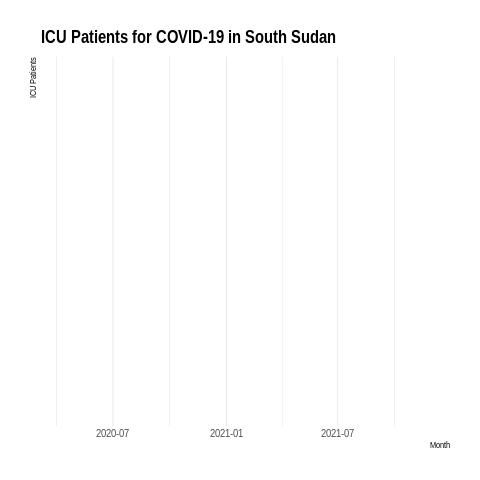 ICU Patients for COVID-19 in South Sudan
ICU Patients
2020-07
2021-01
2021-07
Month